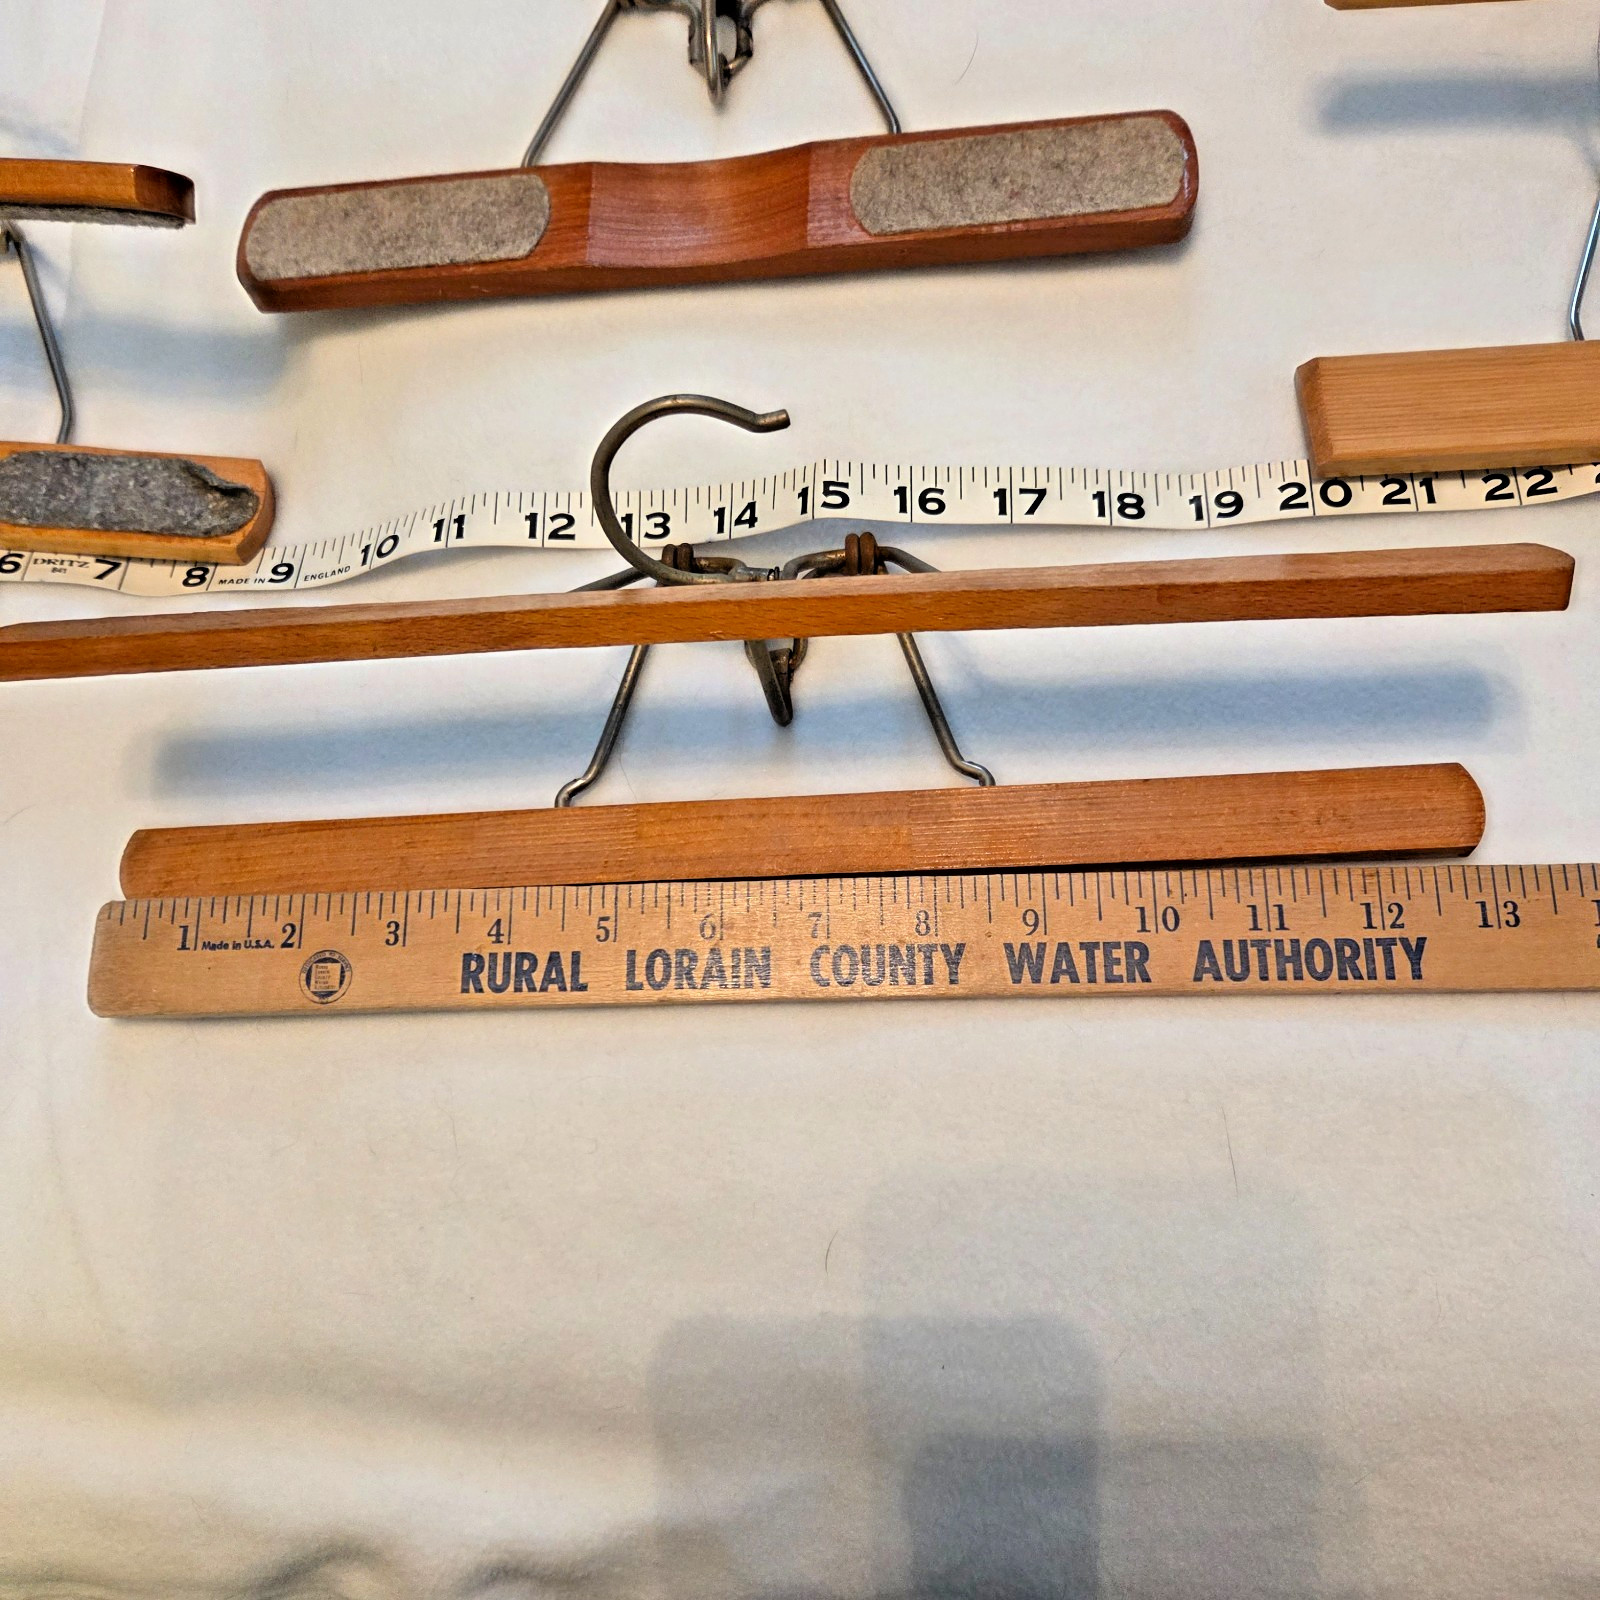 6 DRITZ 7 8 MADE IN 9 ENGLAND 10 11 12 13 14 15 16 17 18 19 20 21 22
1 Made in U.S.A. 2 3 4 5 6 7 8 9 10 11 12 13
RURAL LORAIN COUNTY WATER AUTHORITY